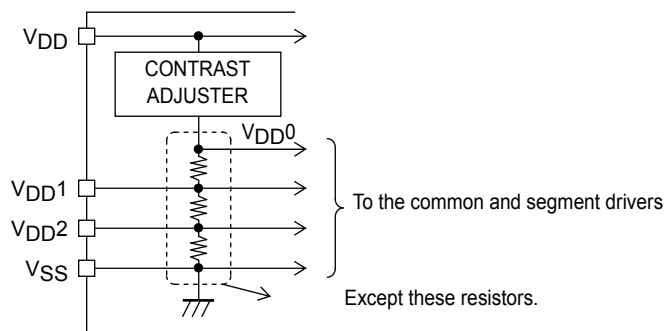 VDD
CONTRAST
ADJUSTER
VDD0
VDD1
To the common and segment drivers
VDD2
VSS
Except these resistors.